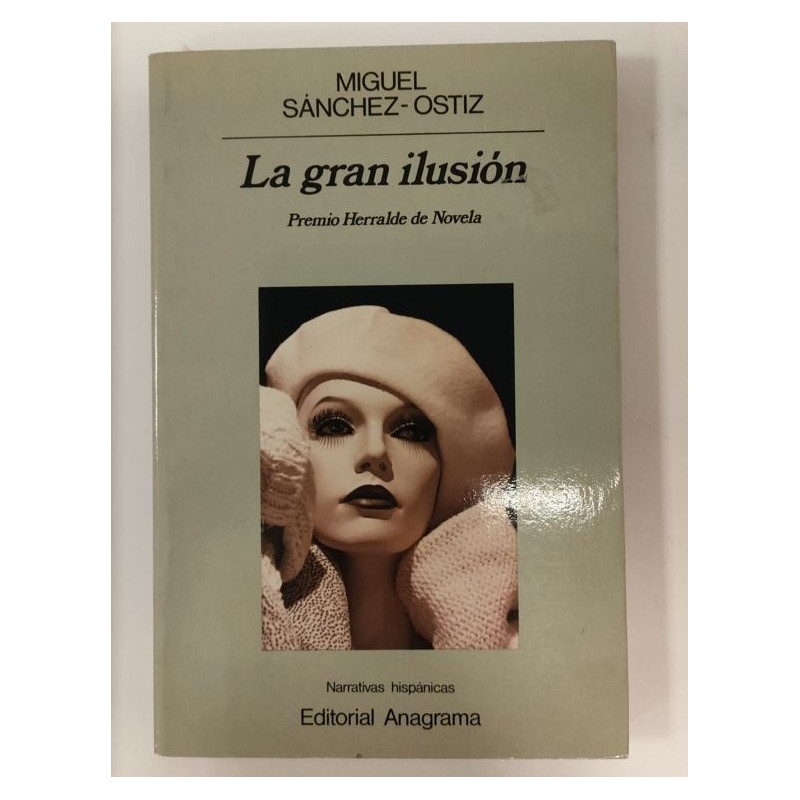 MIGUEL
SÁNCHEZ-OSTIZ
La gran ilusión
Premio Herralde de Novela
Narrativas hispánicas
Editorial Anagrama